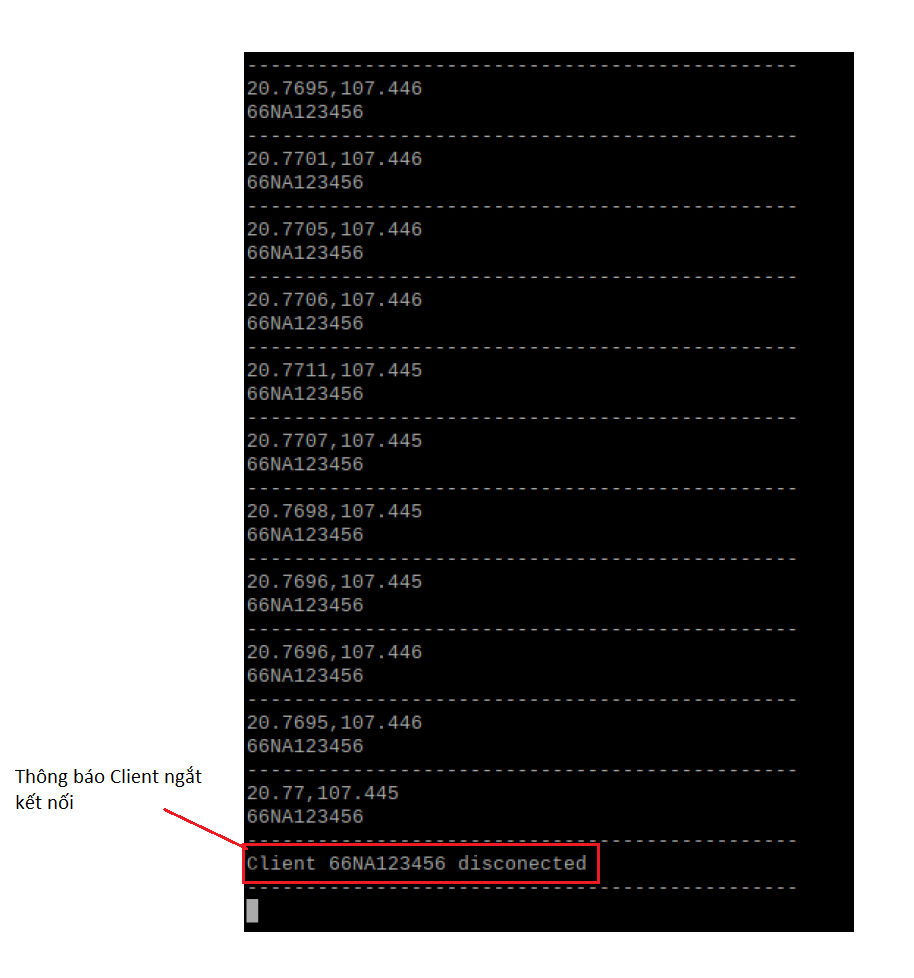 ------------------------------------------------
20.7695,107.446
66NA123456
------------------------------------------------
20.7701,107.446
66NA123456
------------------------------------------------
20.7705,107.446
66NA123456
------------------------------------------------
20.7706,107.446
66NA123456
------------------------------------------------
20.7711,107.445
66NA123456
------------------------------------------------
20.7707,107.445
66NA123456
------------------------------------------------
20.7698,107.445
66NA123456
------------------------------------------------
20.7696,107.445
66NA123456
------------------------------------------------
20.7696,107.446
66NA123456
------------------------------------------------
20.7695,107.446
66NA123456
------------------------------------------------
Thông báo Client ngắt
kết nối
20.77,107.445
66NA123456
------------------------------------------------
Client 66NA123456 disconected
------------------------------------------------